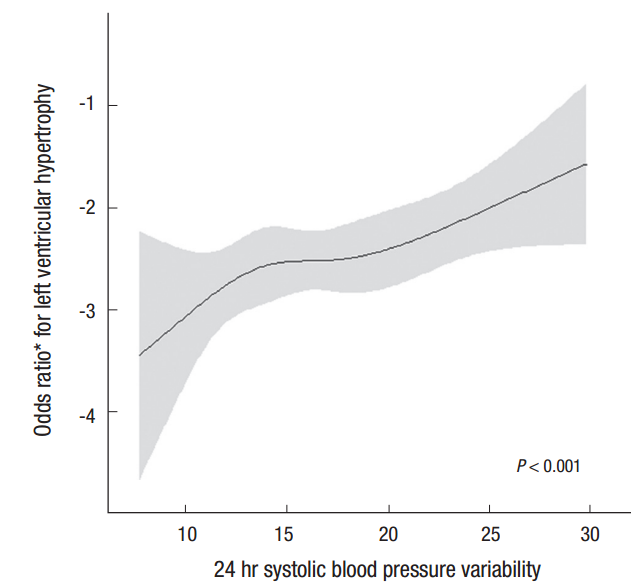 Odds ratio* for left ventricular hypertrophy
-1
-2
-3
-4
P < 0.001
10 15 20 25 30
24 hr systolic blood pressure variability